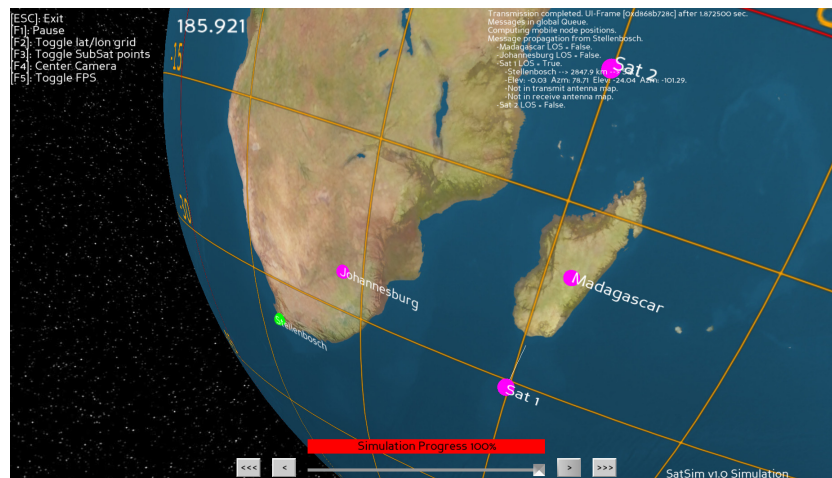 [ESC]: Exit
[F1]: Pause
[F2]: Toggle lat/lon grid
[F3]: Toggle SubSat points
[F4]: Center Camera
[F5]: Toggle FPS
185.921
Transmission completed. UI-Frame [0xd868b728c] after 1.872500 sec.
Messages in global Queue.
Computing mobile node positions.
Message propagation from Stellenbosch.
-Madagascar LOS = False.
-Johannesburg LOS = False.
-Sat 1 LOS = True.
-Stellenbosch --> 2847.9 km -->
-Elev: -0.03 Azm: 78.71 Elev: -24.04 Azm: -101.29.
-Not in transmit antenna map.
-Not in receive antenna map.
-Sat 2 LOS = False.
Sat 2
15
30
Johannesburg
Madagascar
Stellenbosch
Sat 1
Simulation Progress 100%
<<< < > >>>
SatSim v1.0 Simulation